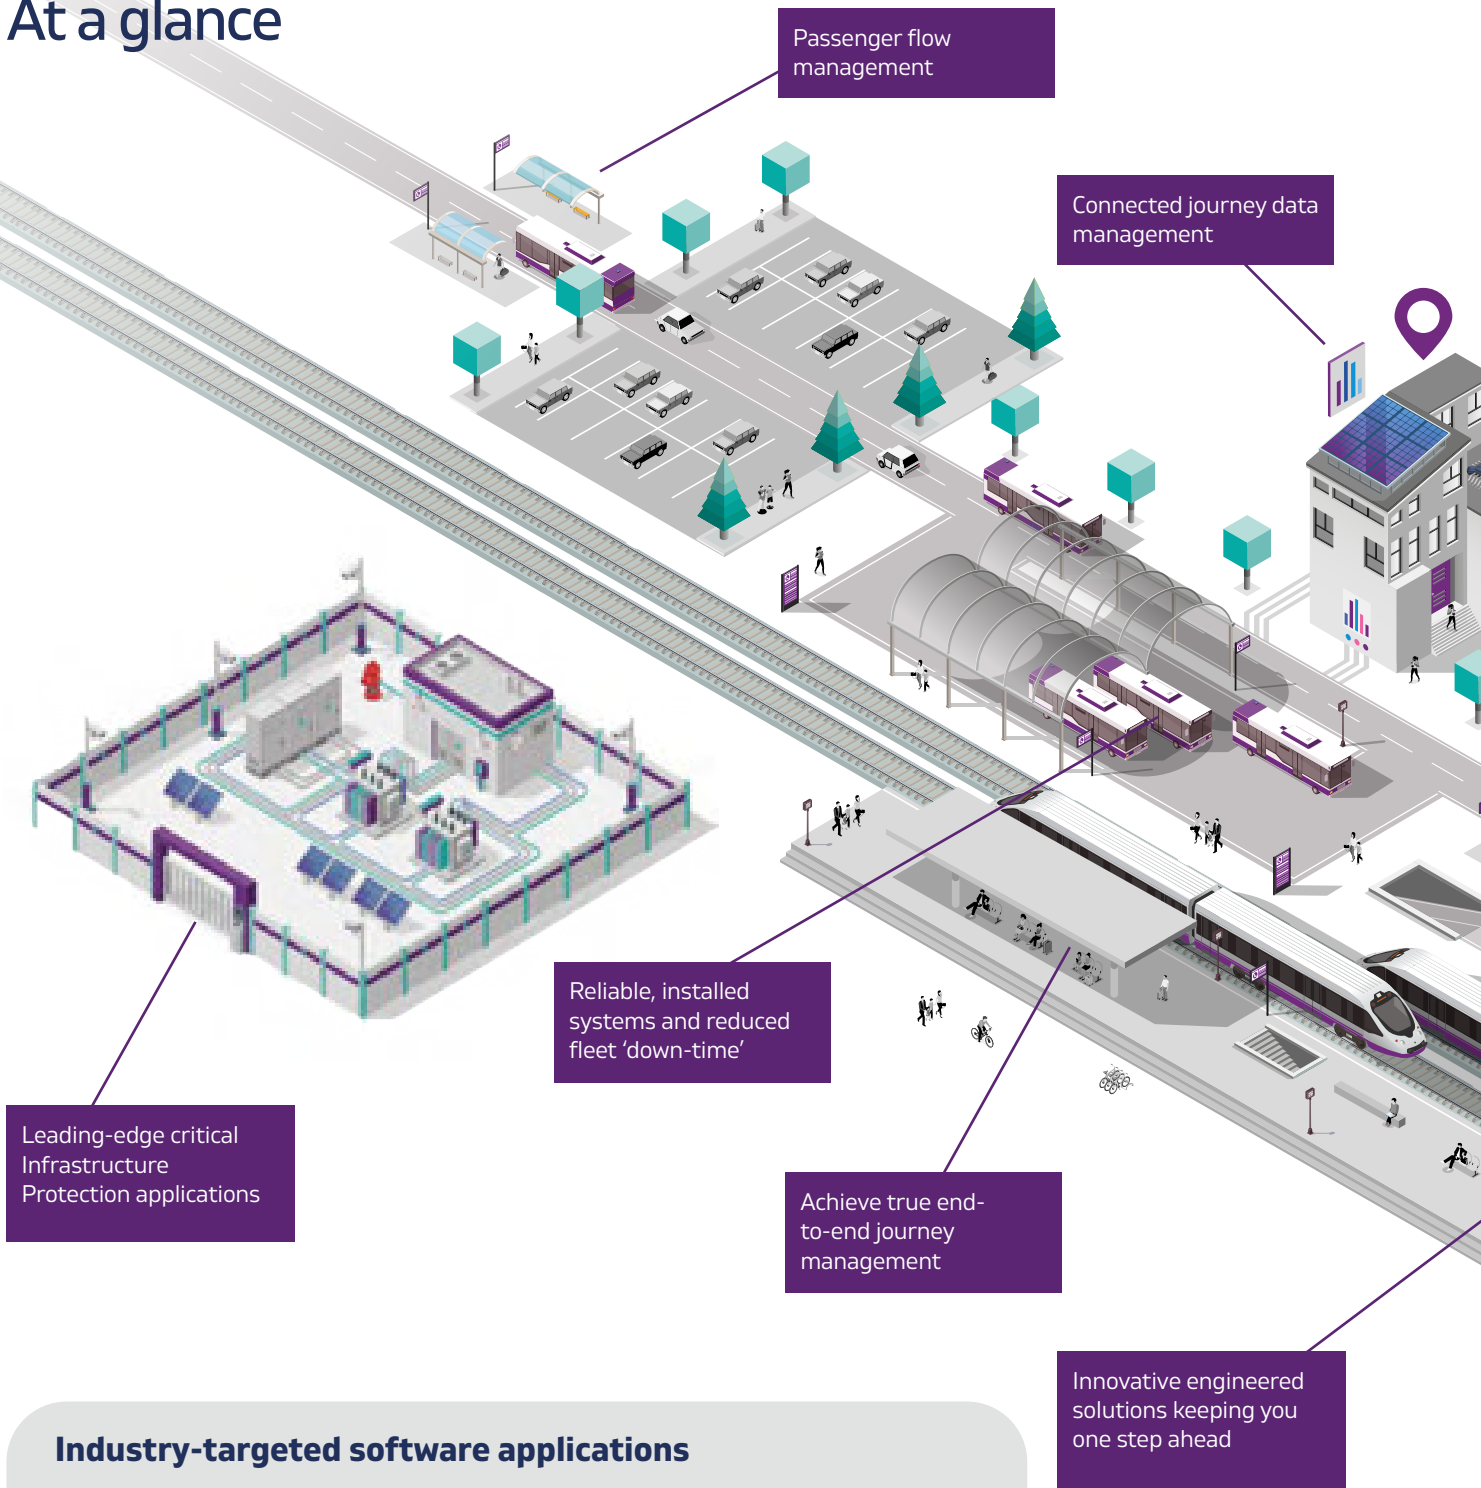 At a glance
Passenger flow
management
Connected journey data
management
Reliable, installed
systems and reduced
fleet ‘down-time’
Leading-edge critical
Infrastructure
Protection applications
Achieve true end-
to-end journey
management
Innovative engineered
solutions keeping you
one step ahead
Industry-targeted software applications